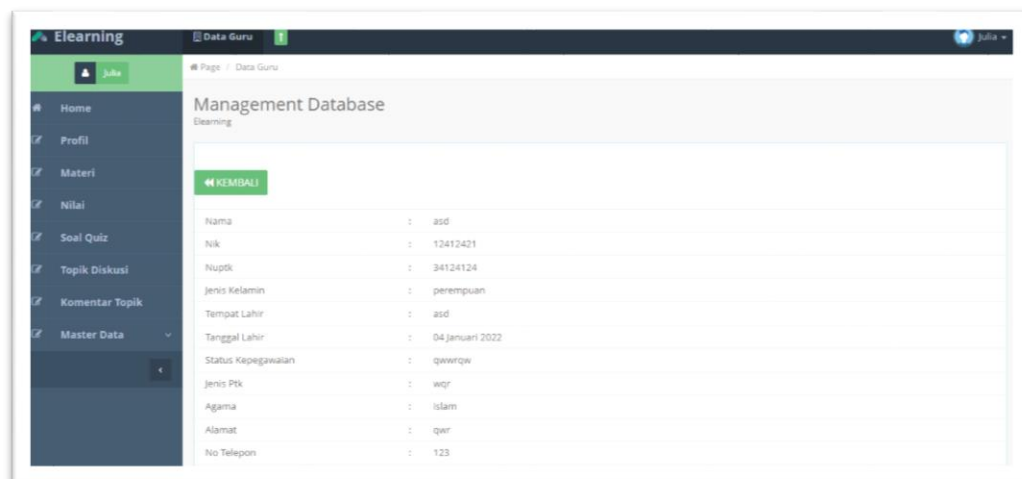 Elearning
Data Guru
Julia
Julia
Page / Data Guru
Home
Profil
Materi
Nilai
Soal Quiz
Topik Diskusi
Komentar Topik
Master Data
Management Database
Elearning
KEMBALI
Nama : asd
Nik : 12412421
Nuptk : 34124124
Jenis Kelamin : perempuan
Tempat Lahir : asd
Tanggal Lahir : 04 Januari 2022
Status Kepegawaian : qwwrqw
Jenis Ptk : wqr
Agama : Islam
Alamat : qwr
No Telepon : 123